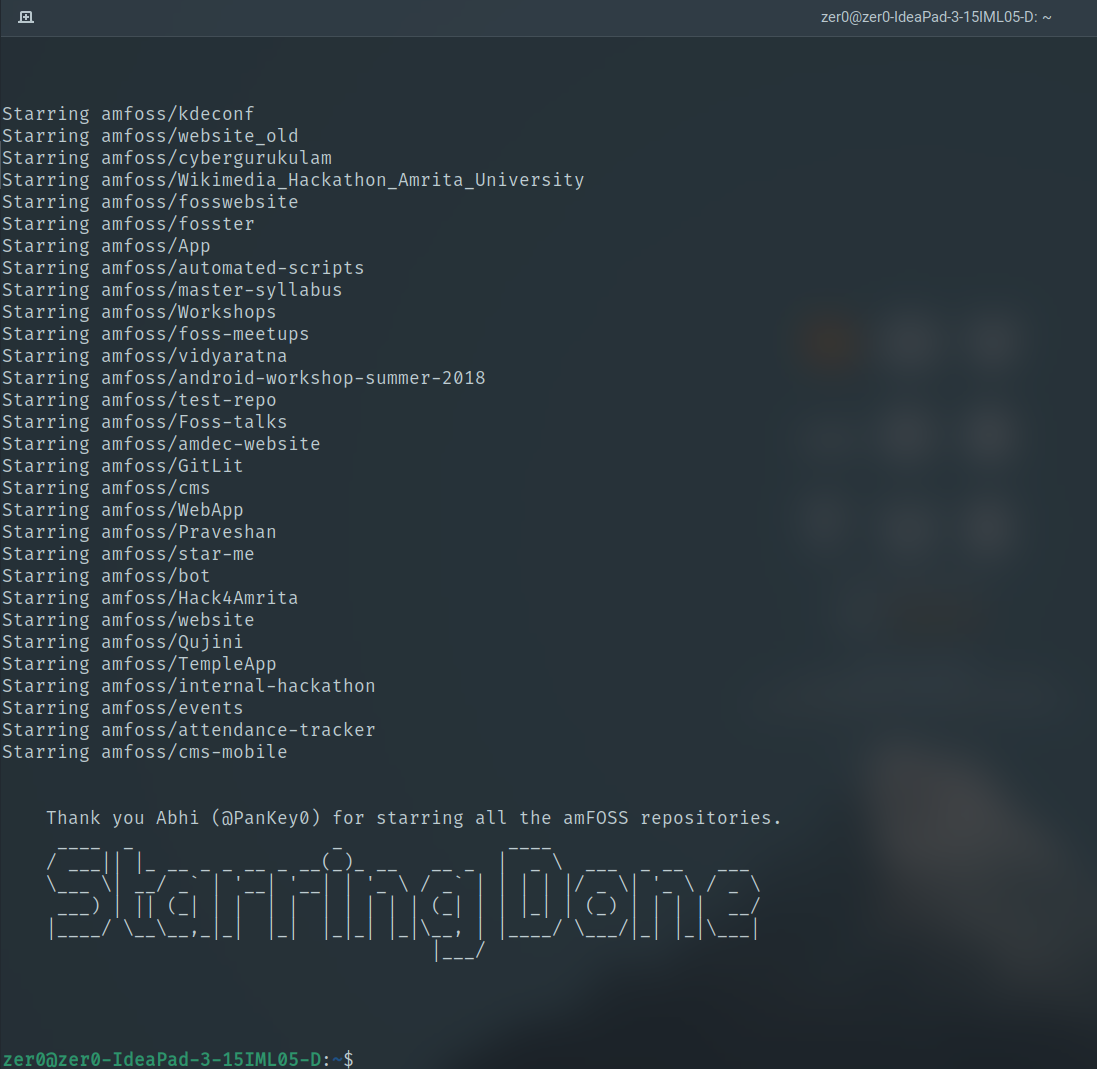 zer0@zer0-IdeaPad-3-15IML05-D: ~
Starring amfoss/kdeconf
Starring amfoss/website_old
Starring amfoss/cybergurukulam
Starring amfoss/Wikimedia_Hackathon_Amrita_University
Starring amfoss/fosswebsite
Starring amfoss/fosster
Starring amfoss/App
Starring amfoss/automated-scripts
Starring amfoss/master-syllabus
Starring amfoss/Workshops
Starring amfoss/foss-meetups
Starring amfoss/vidyaratna
Starring amfoss/android-workshop-summer-2018
Starring amfoss/test-repo
Starring amfoss/Foss-talks
Starring amfoss/amdec-website
Starring amfoss/GitLit
Starring amfoss/cms
Starring amfoss/WebApp
Starring amfoss/Praveshan
Starring amfoss/star-me
Starring amfoss/bot
Starring amfoss/Hack4Amrita
Starring amfoss/website
Starring amfoss/Qujini
Starring amfoss/TempleApp
Starring amfoss/internal-hackathon
Starring amfoss/events
Starring amfoss/attendance-tracker
Starring amfoss/cms-mobile
Thank you Abhi (@PanKey0) for starring all the amFOSS repositories.
Starring Done
zer0@zer0-IdeaPad-3-15IML05-D:~$